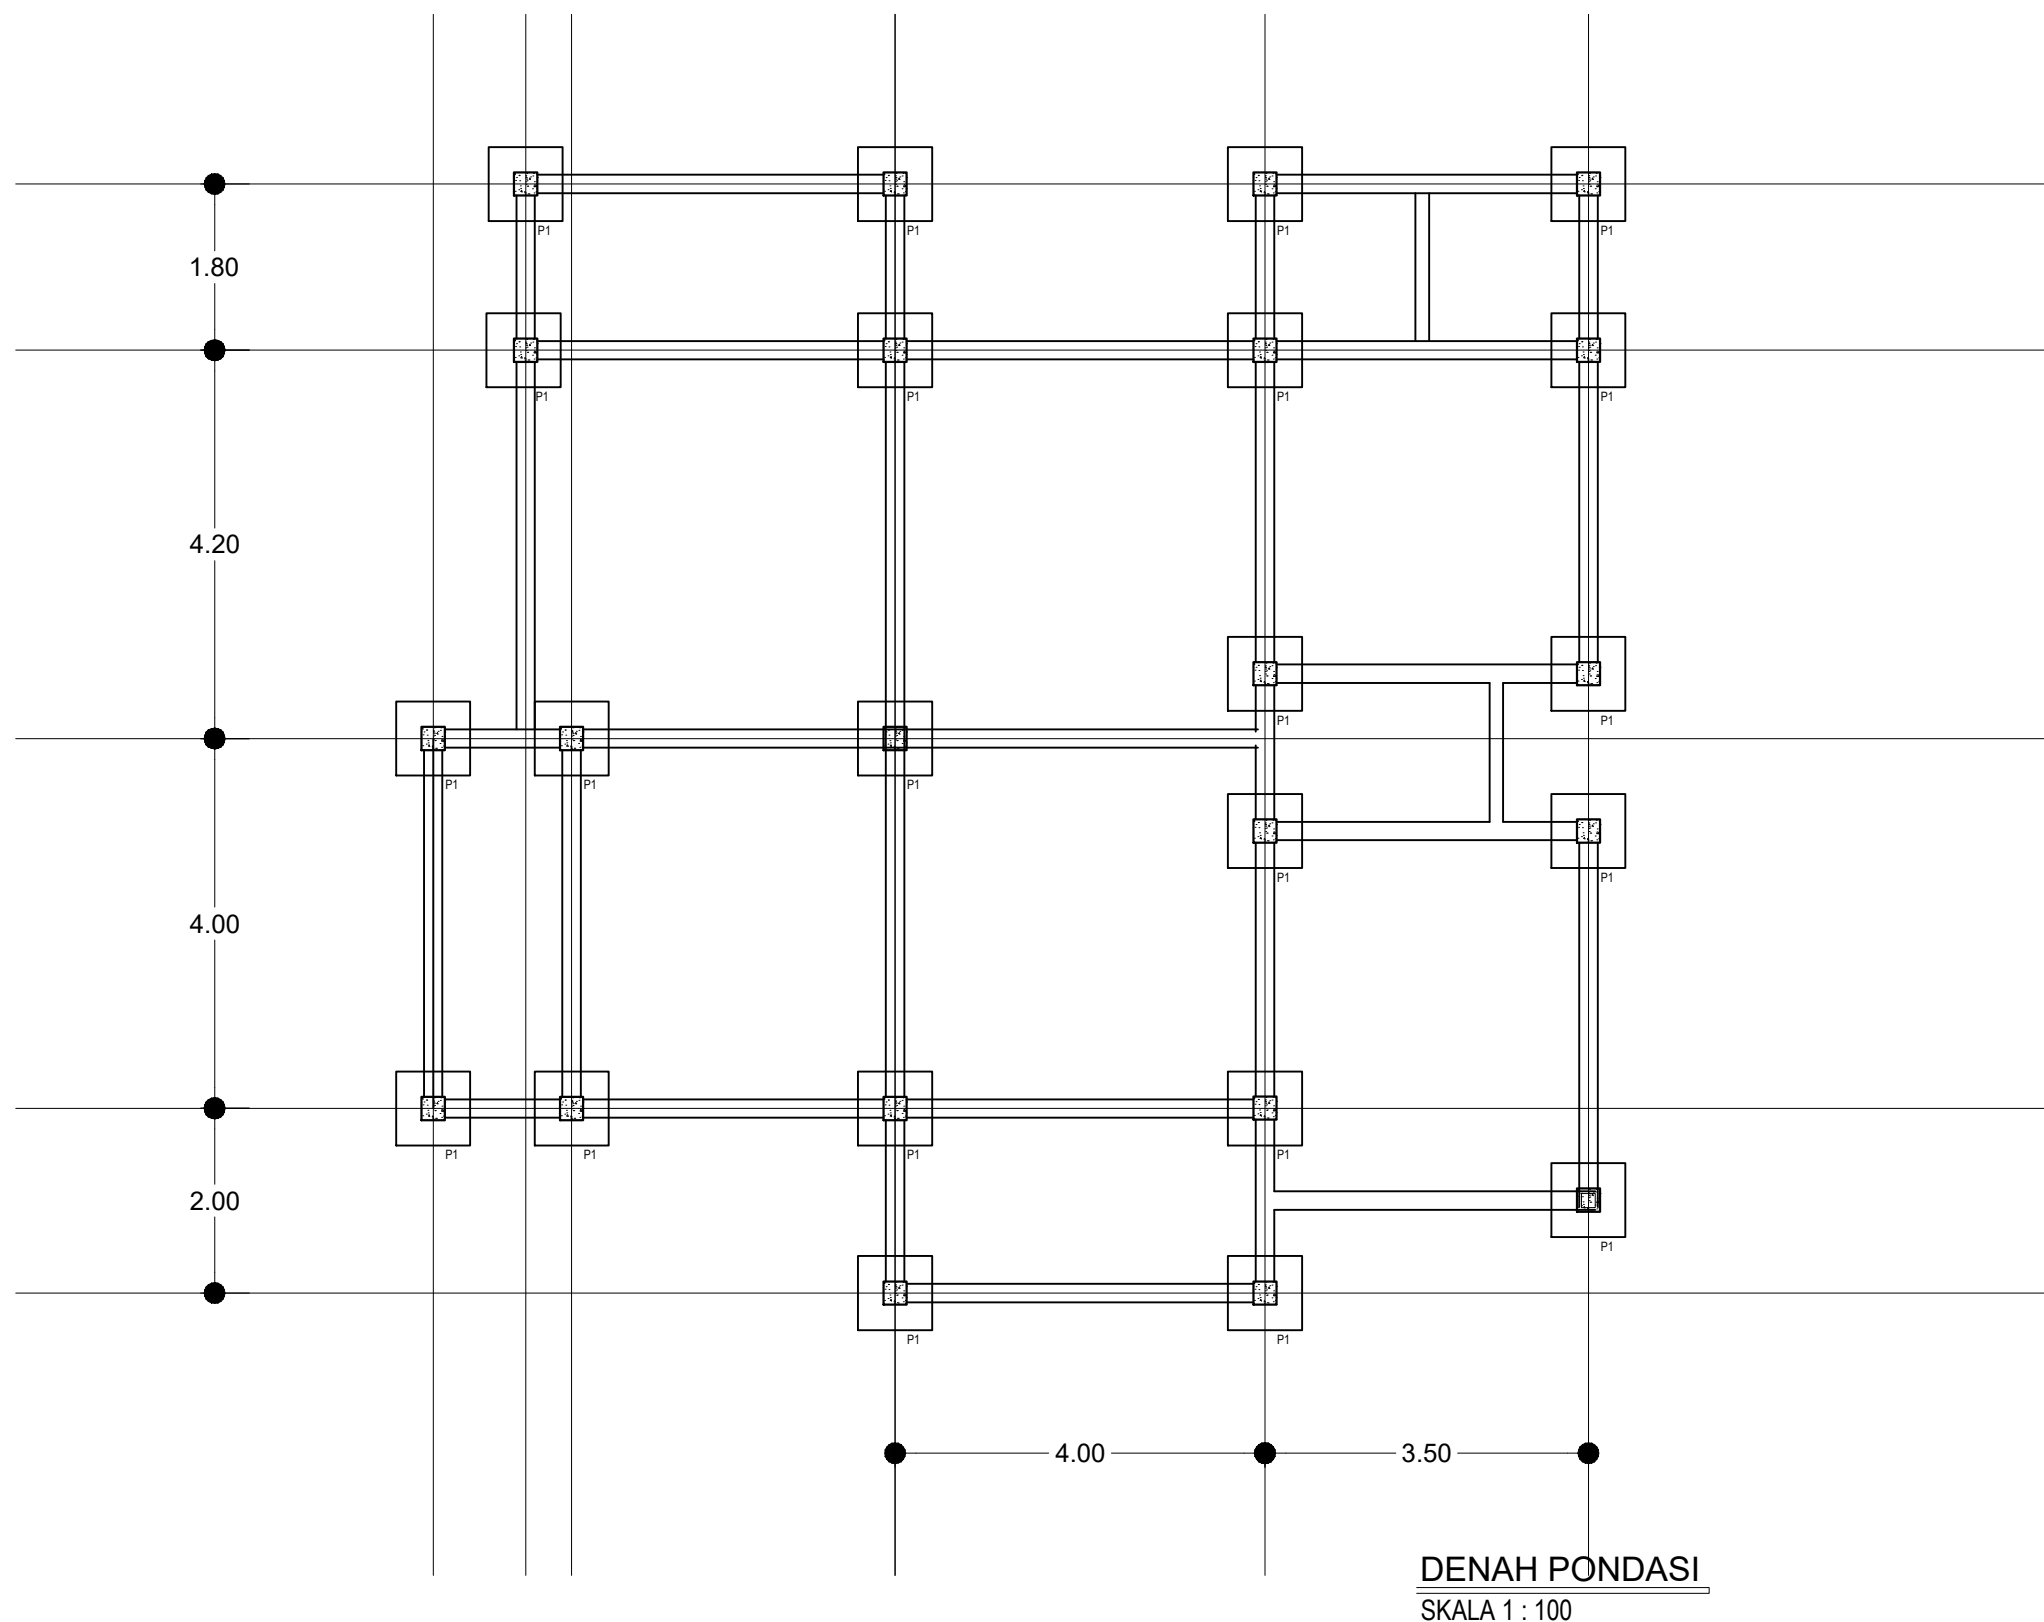 P1 P1 P1 P1
1.80
P1 P1 P1 P1
4.20
P1 P1
P1 P1 P1
P1 P1
4.00
P1 P1 P1 P1
2.00
P1
P1 P1
4.00 3.50
DENAH PONDASI
SKALA 1 : 100